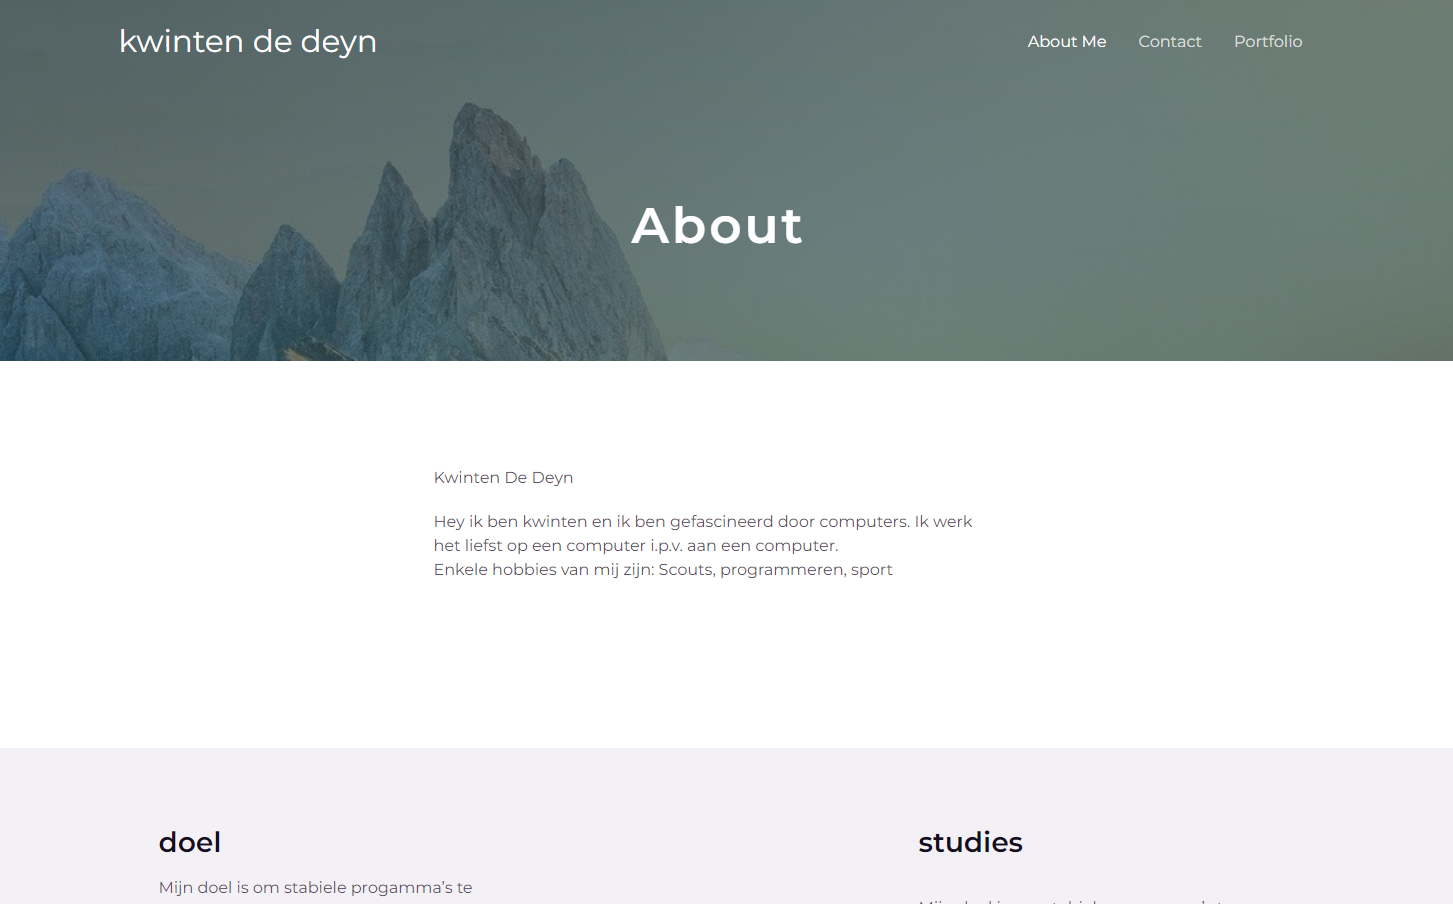 kwinten de deyn
About Me
Contact
Portfolio
About
Kwinten De Deyn
Hey ik ben kwinten en ik ben gefascineerd door computers. Ik werk
het liefst op een computer i.p.v. aan een computer.
Enkele hobbies van mij zijn: Scouts, programmeren, sport
doel
Mijn doel is om stabiele progamma’s te
studies